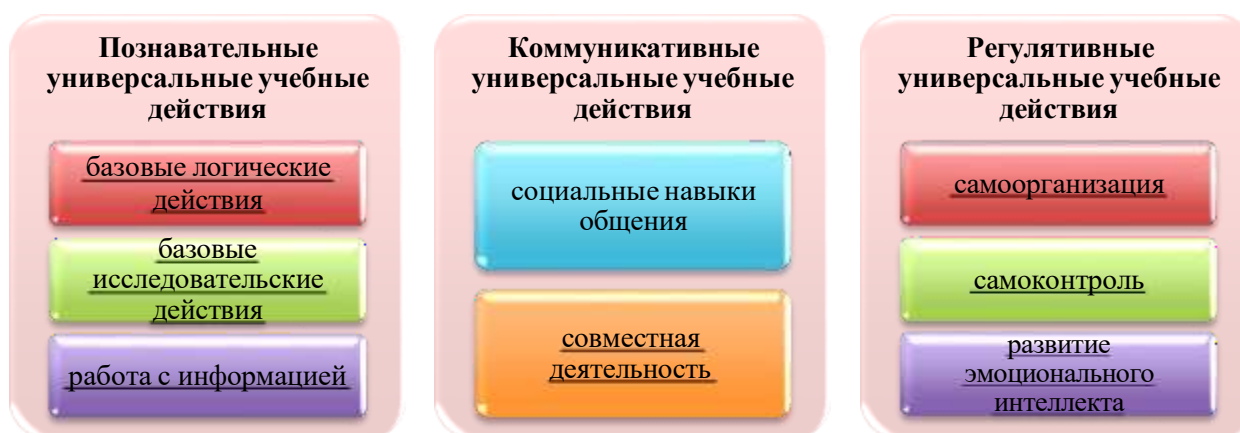 Познавательные
универсальные учебные
действия
базовые логические
действия
базовые
исследовательские
действия
работа с информацией
Коммуникативные
универсальные учебные
действия
социальные навыки
общения
совместная
деятельность
Регулятивные
универсальные учебные
действия
самоорганизация
самоконтроль
развитие
эмоционального
интеллекта